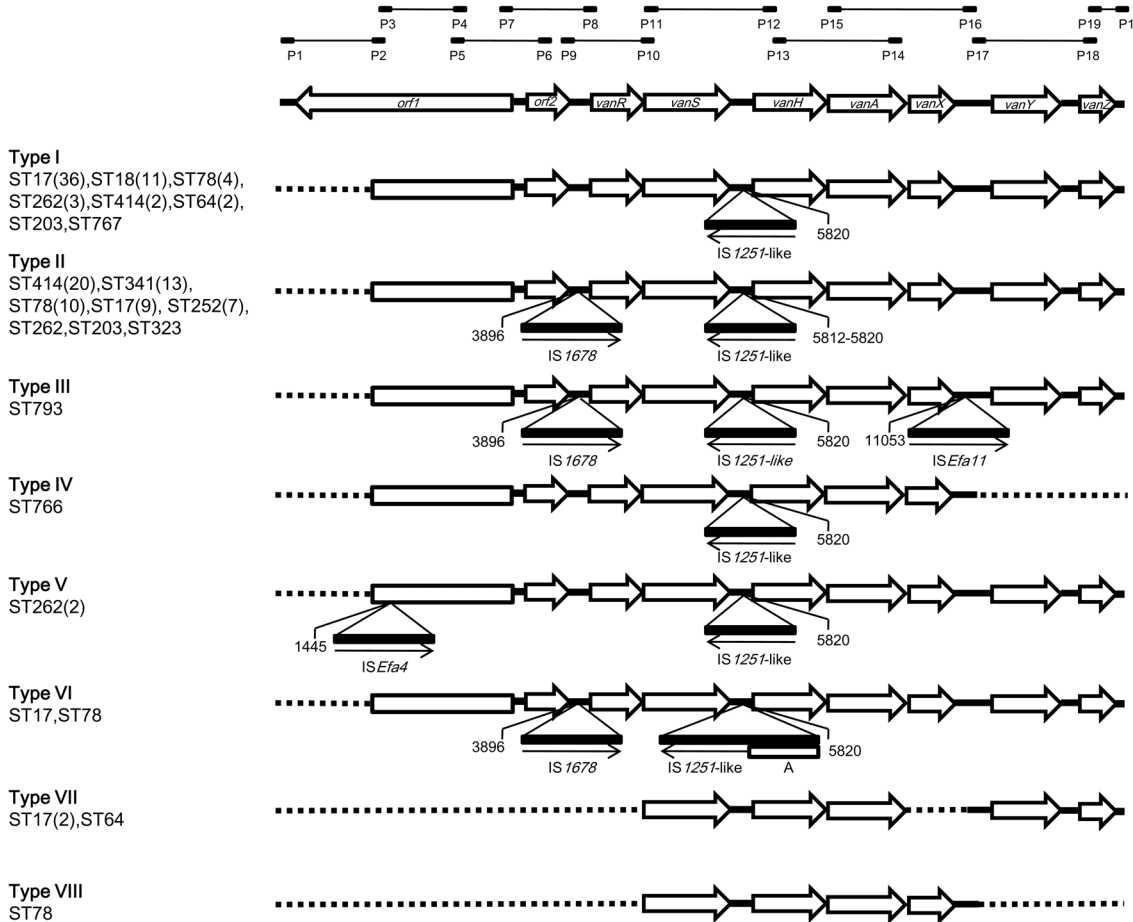 P3 P4 P7 P8 P11 P12 P15 P16 P19 P1
P1 P2 P5 P6 P9 P10 P13 P14 P17 P18
orf1 orf2 vanR vanS vanH vanA vanX vanY vanZ
Type I
ST17(36),ST18(11),ST78(4),
ST262(3),ST414(2),ST64(2),
ST203,ST767
5820
IS1251-like
Type II
ST414(20),ST341(13),
ST78(10),ST17(9), ST252(7),
ST262,ST203,ST323
3896 5812-5820
IS1678 IS1251-like
Type III
ST793
3896 5820 11053
IS1678 IS1251-like ISEfa11
Type IV
ST766
5820
IS1251-like
Type V
ST262(2)
1445 5820
ISEfa4 IS1251-like
Type VI
ST17,ST78
3896 5820
IS1678 IS1251-like A
Type VII
ST17(2),ST64
Type VIII
ST78